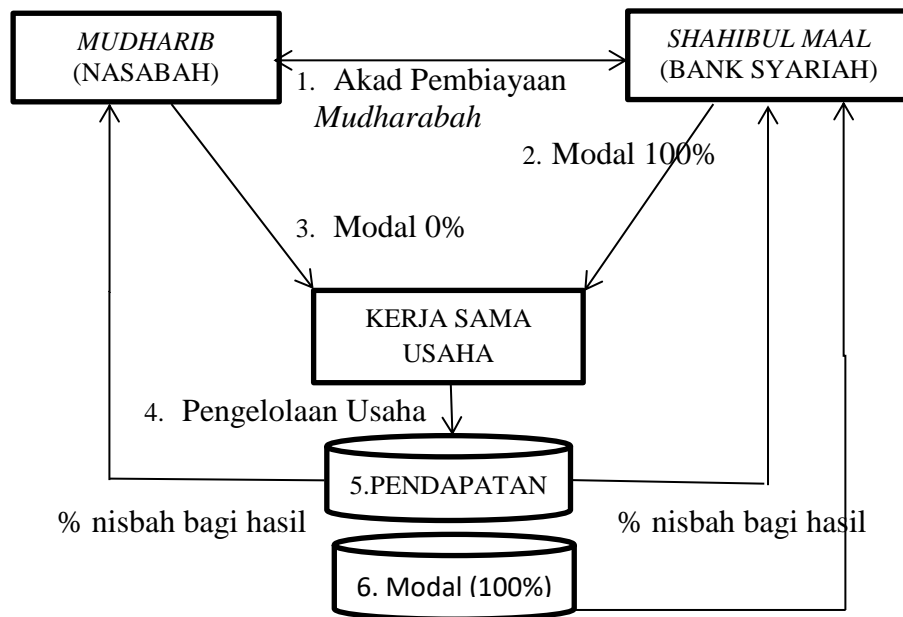 MUDHARIB
(NASABAH)
SHAHIBUL MAAL
(BANK SYARIAH)
1. Akad Pembiayaan
Mudharabah
2. Modal 100%
3. Modal 0%
KERJA SAMA
USAHA
4. Pengelolaan Usaha
5.PENDAPATAN
% nisbah bagi hasil
% nisbah bagi hasil
6. Modal (100%)